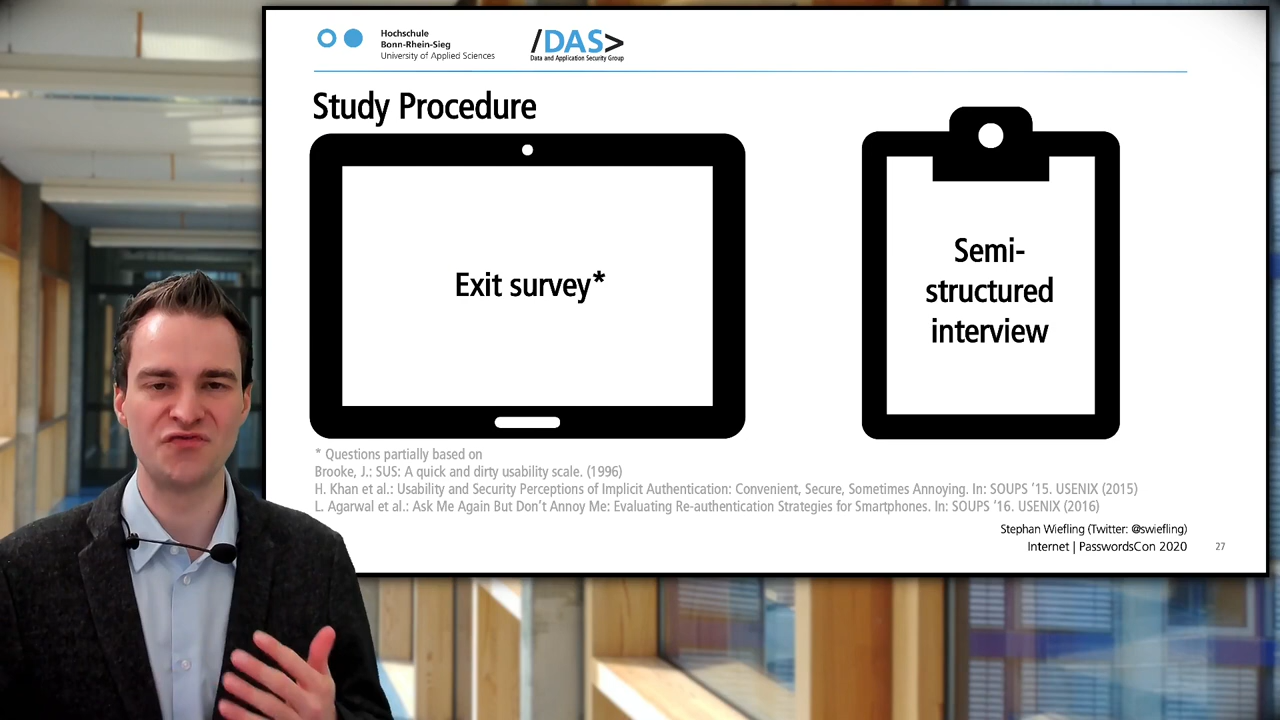 Hochschule
Bonn-Rhein-Sieg
University of Applied Sciences
/DAS>
Data and Application Security Group
Study Procedure
Exit survey*
Semi-
structured
interview
* Questions partially based on
Brooke, J.: SUS: A quick and dirty usability scale. (1996)
H. Khan et al.: Usability and Security Perceptions of Implicit Authentication: Convenient, Secure, Sometimes Annoying. In: SOUPS '15. USENIX (2015)
L. Agarwal et al.: Ask Me Again But Don't Annoy Me: Evaluating Re-authentication Strategies for Smartphones. In: SOUPS '16. USENIX (2016)
Stephan Wiefling (Twitter: @swiefling)
Internet | PasswordsCon 2020
27